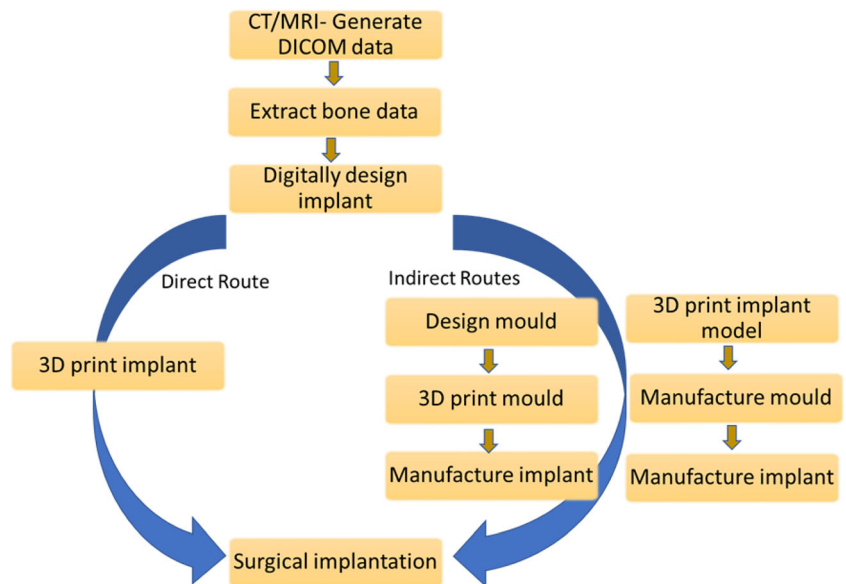 CT/MRI- Generate
DICOM data
Extract bone data
Digitally design
implant
Direct Route
Indirect Routes
3D print implant
Design mould
3D print mould
Manufacture implant
3D print implant
model
Manufacture mould
Manufacture implant
Surgical implantation